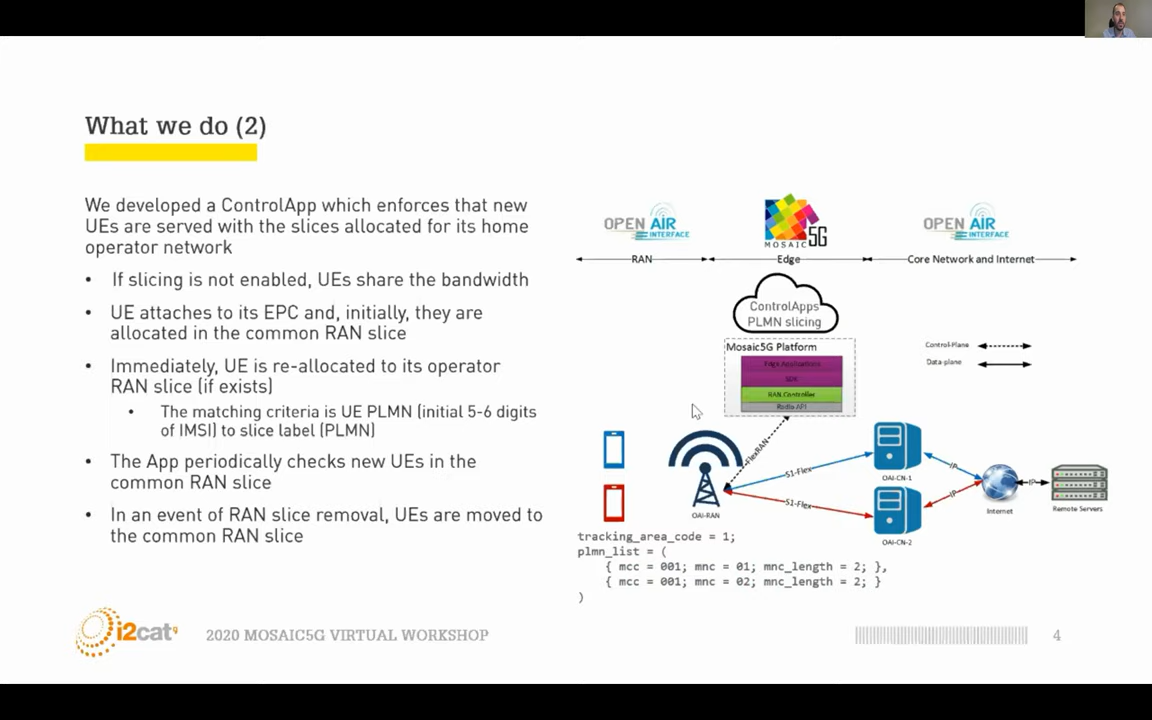 What we do (2)
We developed a ControlApp which enforces that new
UEs are served with the slices allocated for its home
operator network
• If slicing is not enabled, UEs share the bandwidth
• UE attaches to its EPC and, initially, they are
allocated in the common RAN slice
• Immediately, UE is re-allocated to its operator
RAN slice (if exists)
• The matching criteria is UE PLMN (initial 5-6 digits
of IMSI) to slice label (PLMN)
• The App periodically checks new UEs in the
common RAN slice
• In an event of RAN slice removal, UEs are moved to
the common RAN slice
OPEN AIR
INTERFACE
MOSAIC 5G
OPEN AIR
INTERFACE
RAN
Edge
Core Network and Internet
ControlApps
PLMN slicing
Mosaic5G Platform
Edge Applications
SDK
RAN Controller
Radio API
Control-Plane
Data-plane
FlexRAN
S1-Flex
S1-Flex
OAI-RAN
OAI-CN-1
OAI-CN-2
IP
IP
IP
Internet
Remote Servers
tracking_area_code = 1;
plmn_list = (
{ mcc = 001; mnc = 01; mnc_length = 2; },
{ mcc = 001; mnc = 02; mnc_length = 2; }
)
i2cat
2020 MOSAIC5G VIRTUAL WORKSHOP
4